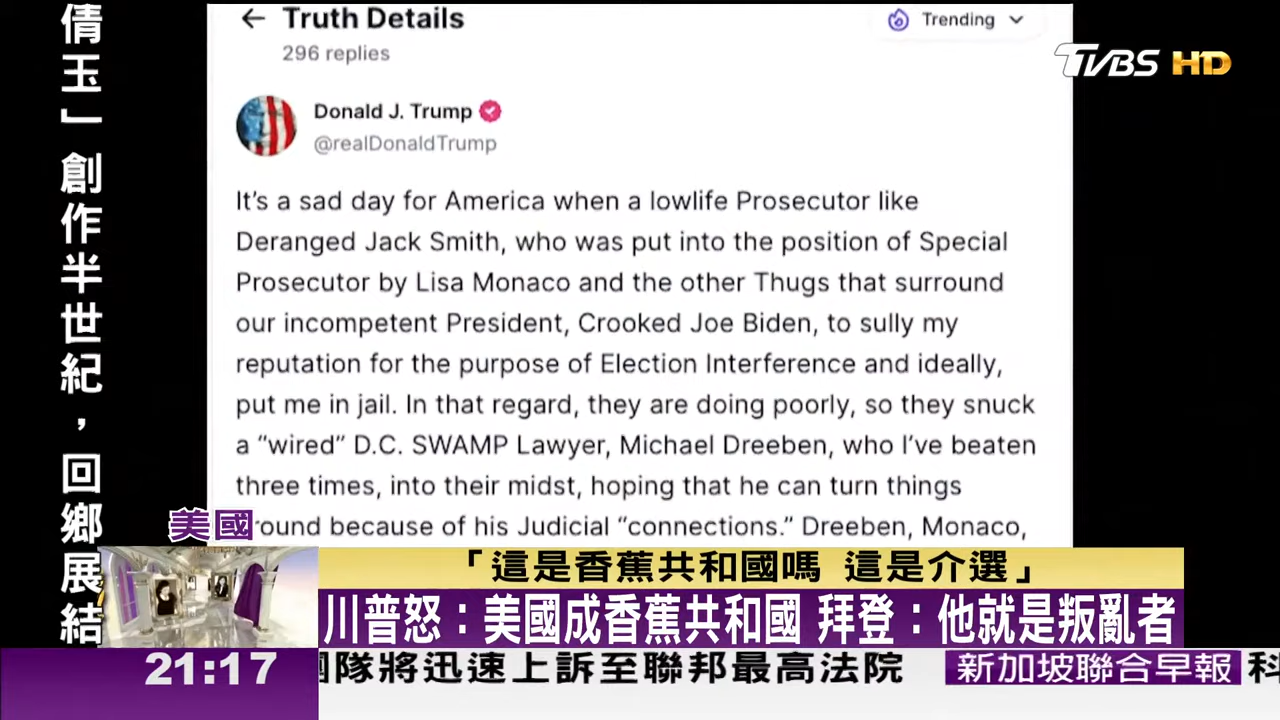 Truth Details
296 replies
Trending
TVBS HD
Donald J. Trump
@realDonaldTrump
It's a sad day for America when a lowlife Prosecutor like
Deranged Jack Smith, who was put into the position of Special
Prosecutor by Lisa Monaco and the other Thugs that surround
our incompetent President, Crooked Joe Biden, to sully my
reputation for the purpose of Election Interference and ideally,
put me in jail. In that regard, they are doing poorly, so they snuck
a “wired” D.C. SWAMP Lawyer, Michael Dreeben, who I've beaten
three times, into their midst, hoping that he can turn things
round because of his Judicial “connections.” Dreeben, Monaco,
倩玉」創作半世紀，回鄉展結
美國
「這是香蕉共和國嗎 這是介選」
川普怒：美國成香蕉共和國 拜登：他就是叛亂者
21:17
團隊將迅速上訴至聯邦最高法院 新加坡聯合早報 科